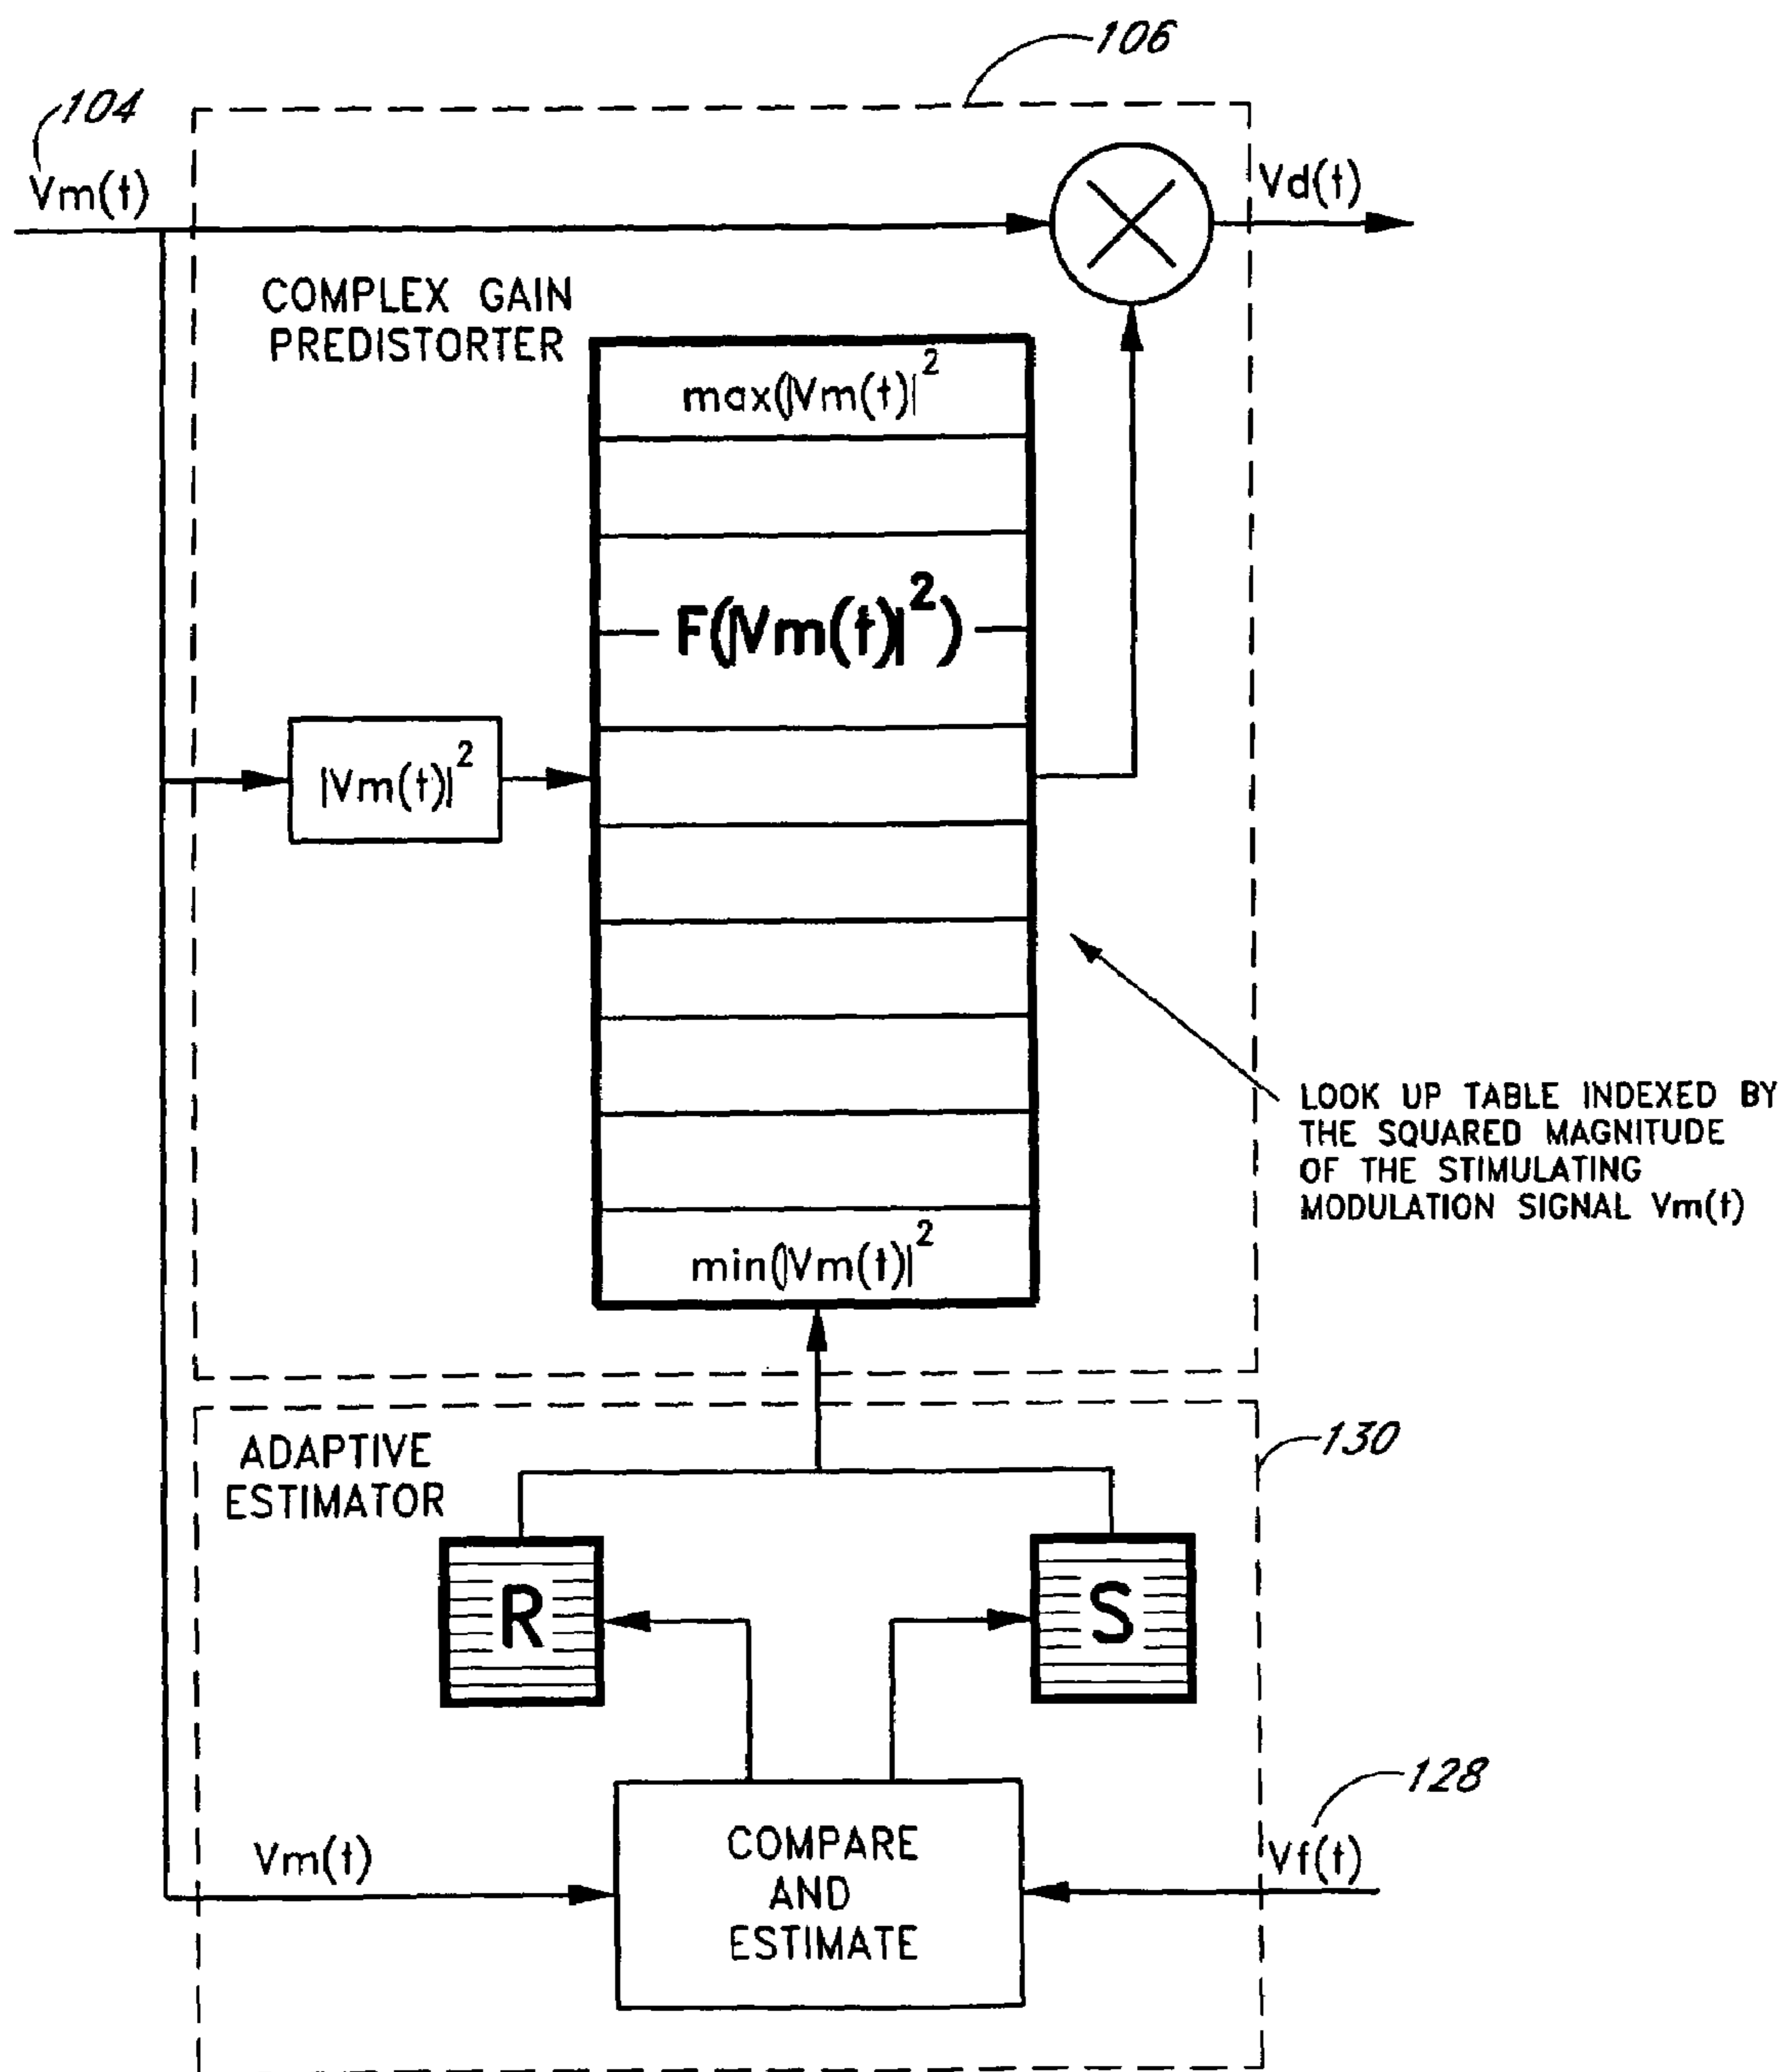 106
104
Vm(t)
Vd(t)
COMPLEX GAIN
PREDISTORTER
max(|Vm(t)|²
F(|Vm(t)|²)
|Vm(t)|²
LOOK UP TABLE INDEXED BY
THE SQUARED MAGNITUDE
OF THE STIMULATING
MODULATION SIGNAL Vm(t)
min(|Vm(t)|²
ADAPTIVE
ESTIMATOR
130
R
S
128
Vm(t)
COMPARE
AND
ESTIMATE
Vf(t)